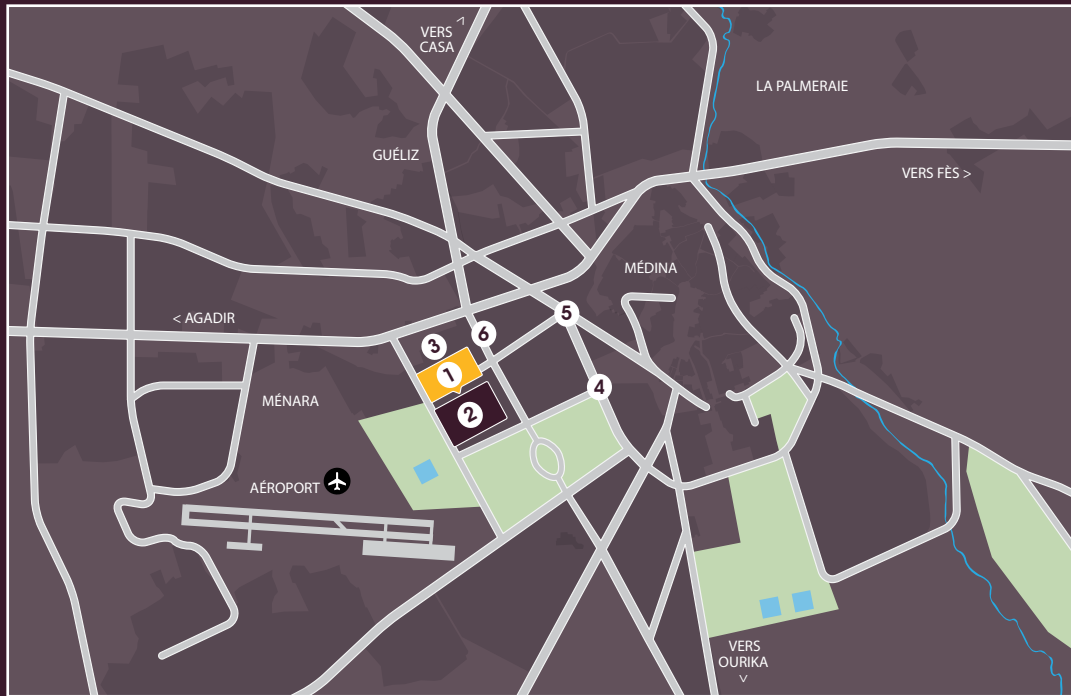 VERS
CASA
>
LA PALMERAIE
GUÉLIZ
VERS FÈS >
MÉDINA
< AGADIR
5
6
3
1
4
MÉNARA
2
AÉROPORT
VERS
OURIKA
>